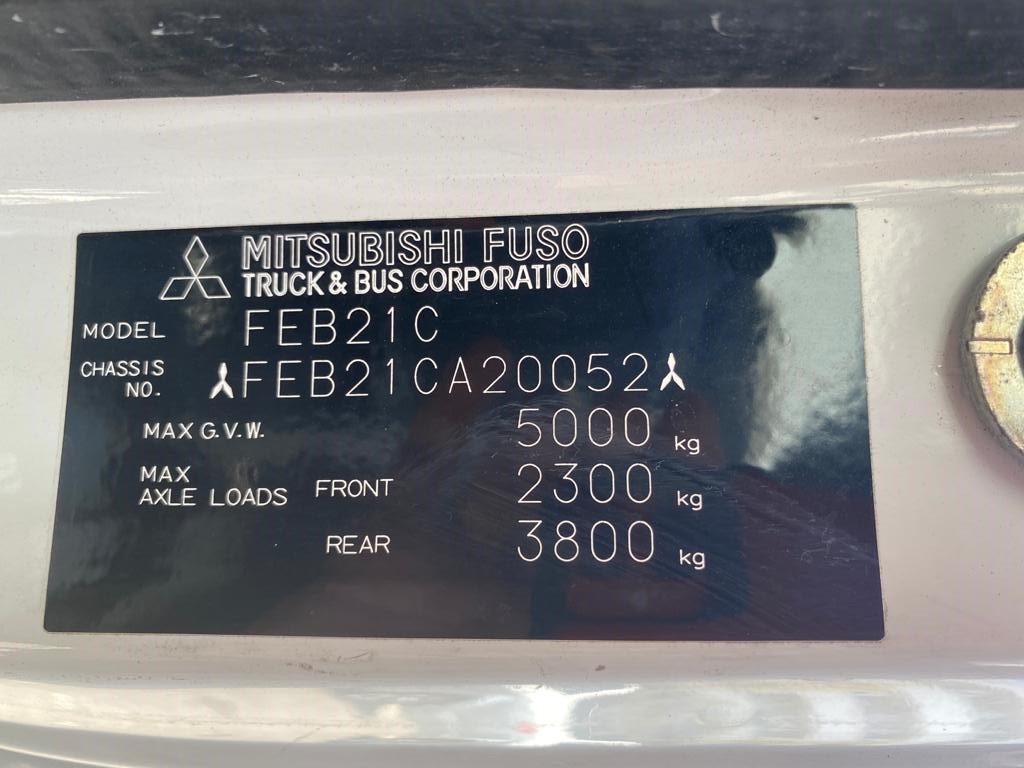 MITSUBISHI FUSO
TRUCK & BUS CORPORATION
MODEL FEB21C
CHASSIS NO. FEB21CA20052
MAX G.V.W. 5000 kg
MAX AXLE LOADS FRONT 2300 kg
REAR 3800 kg